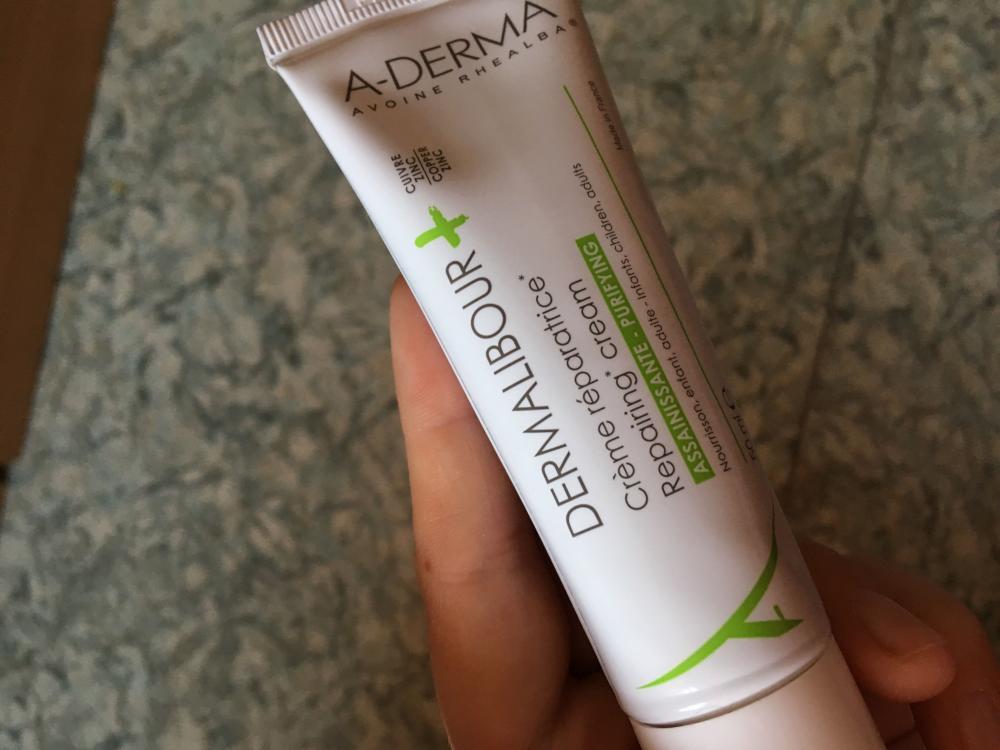 A-DERMA
AVOINE RHEALBA®
CUIVRE
ZINC
COPPER
ZINC
DERMALIBOUR+
Crème réparatrice*
Repairing* cream
ASSAINISSANTE - PURIFYING
Nourrisson, enfant, adulte - Infants, children, adults
Made in France